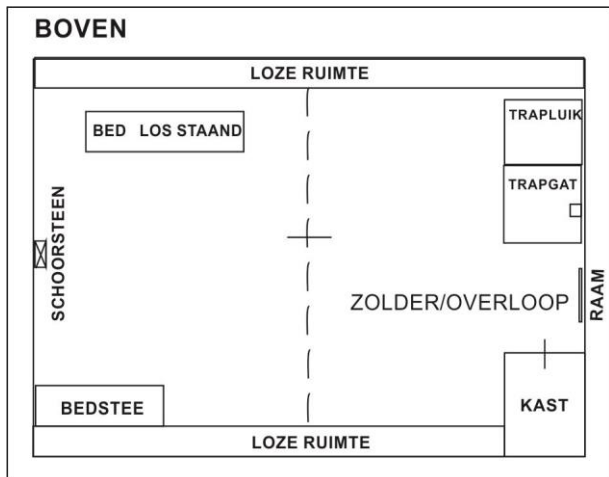 BOVEN
LOZE RUIMTE
BED LOS STAAND
TRAPLUIK
TRAPGAT
SCHOORSTEEN
ZOLDER/OVERLOOP
RAAM
BEDSTEE
KAST
LOZE RUIMTE